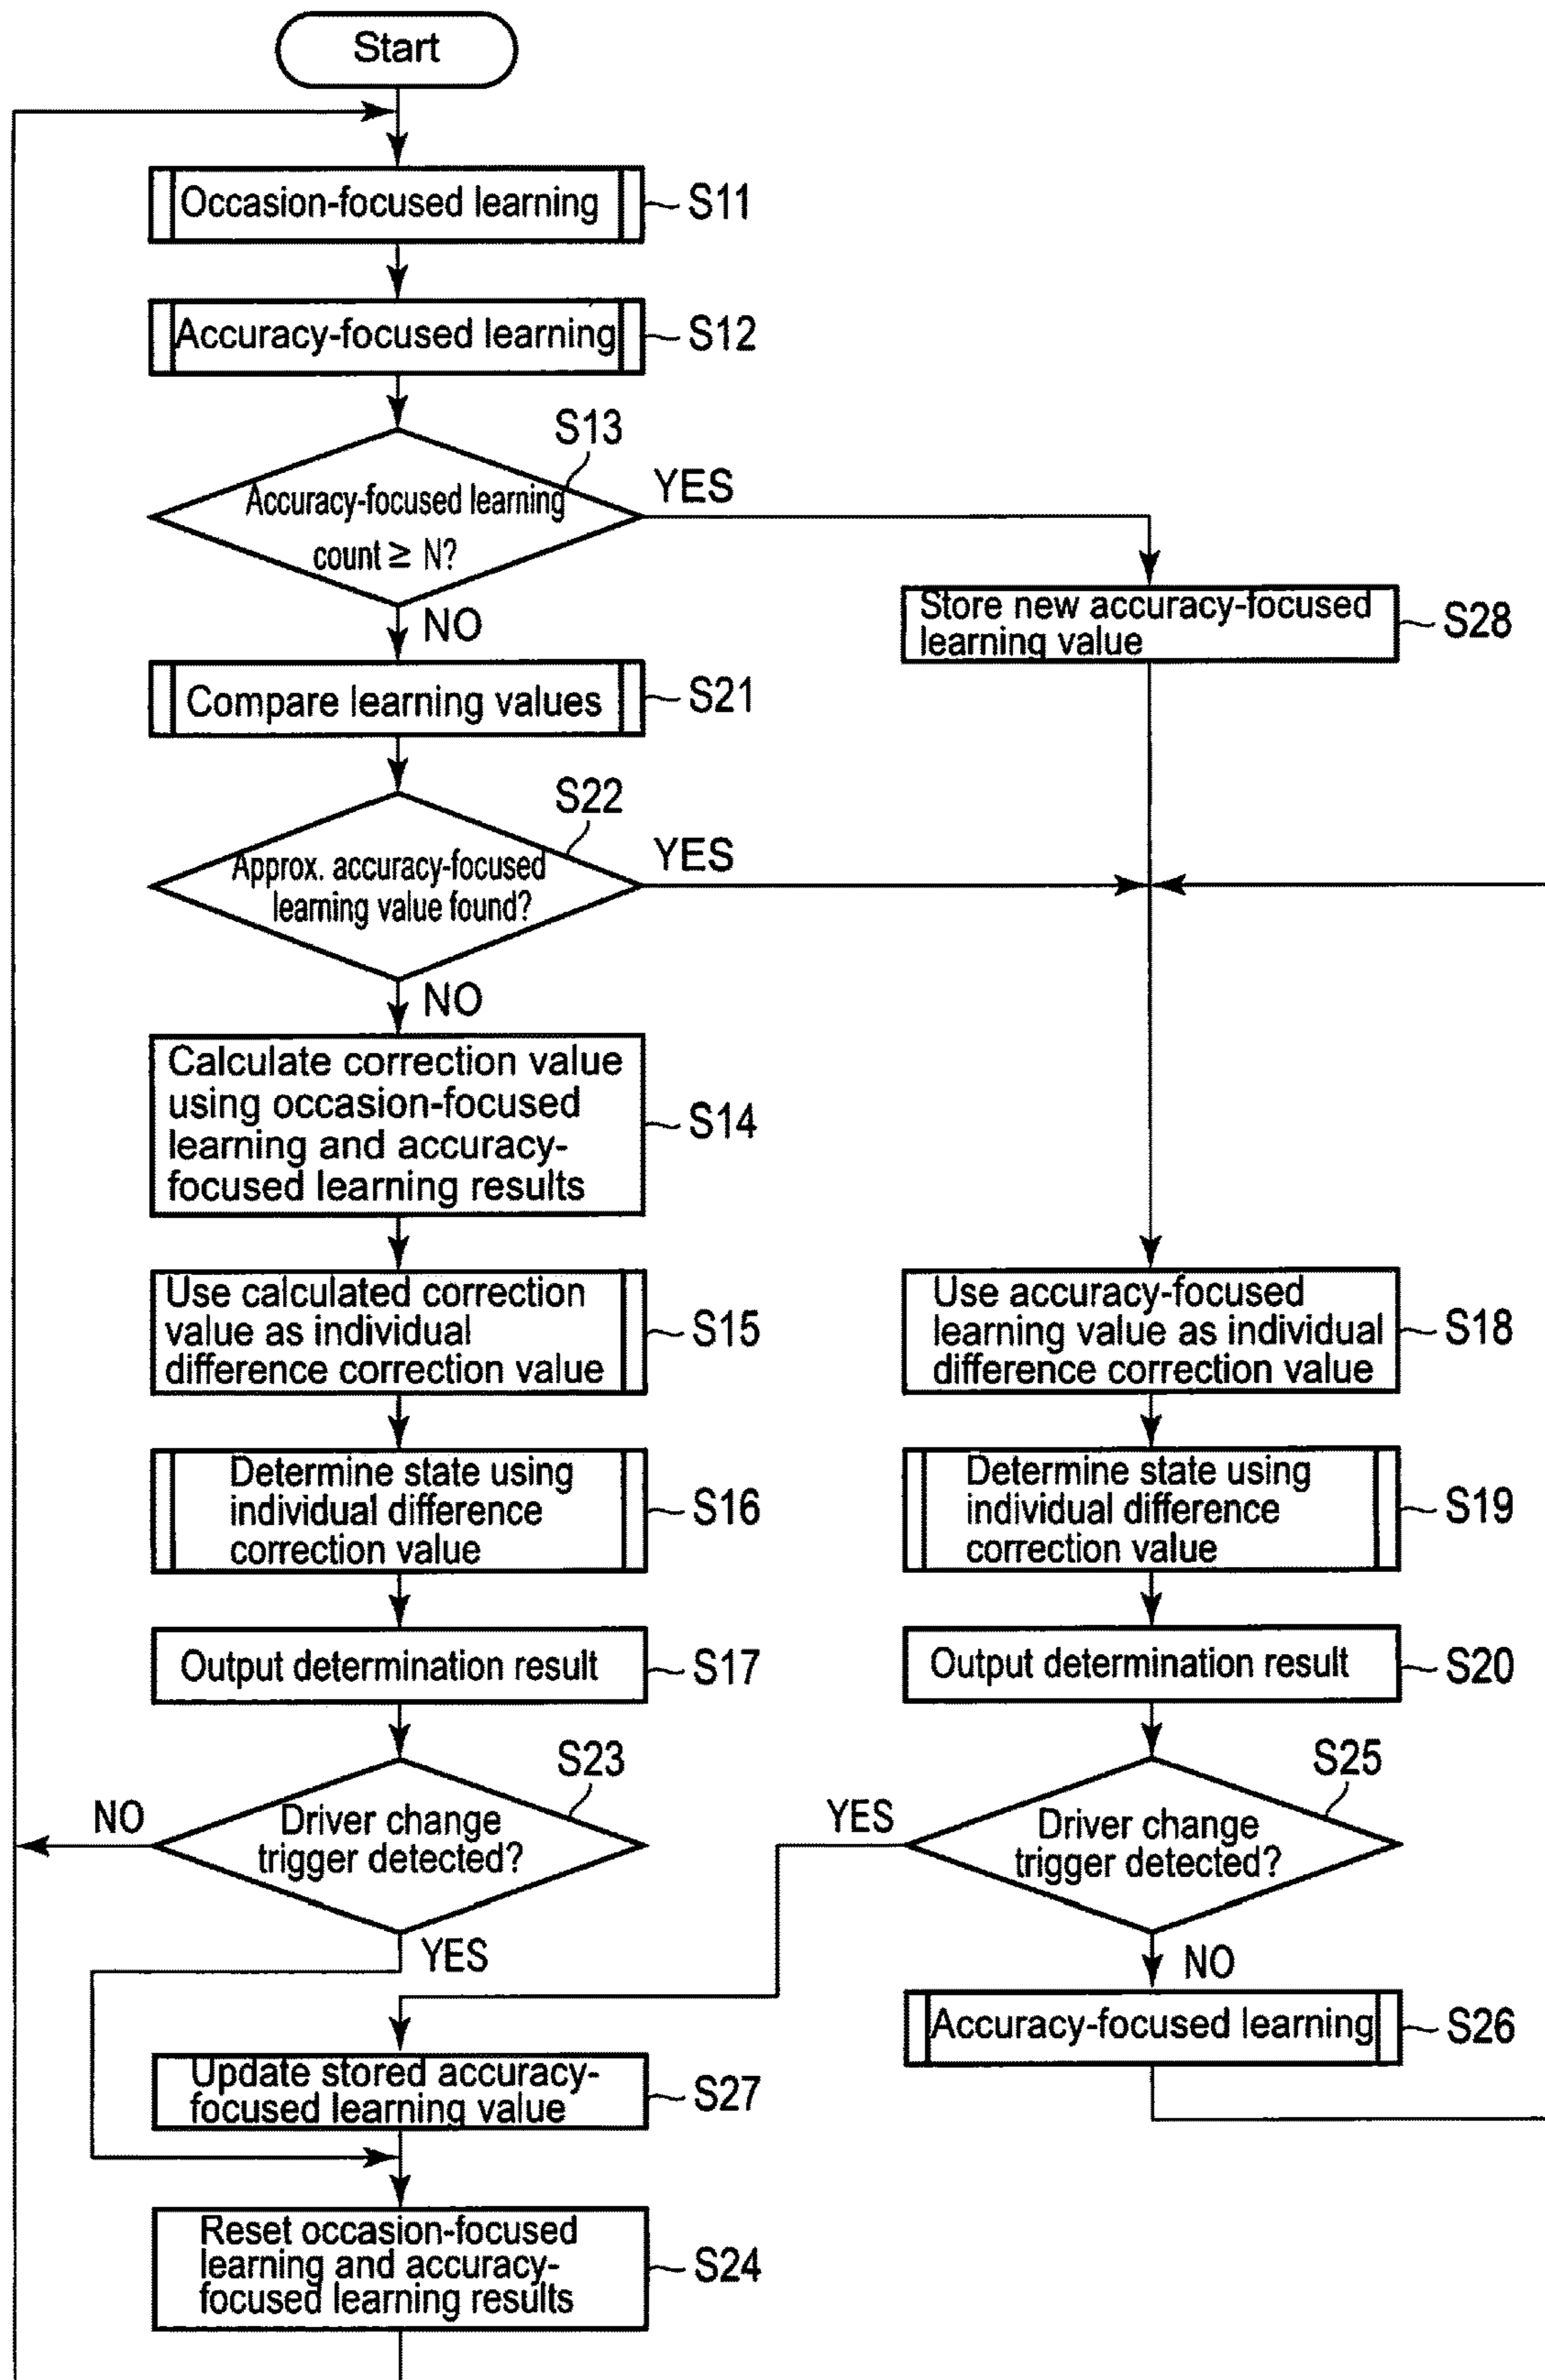 Start
Occasion-focused learning
S11
Accuracy-focused learning
S12
S13
Accuracy-focused learning
count ≥ N?
YES
NO
Store new accuracy-focused
learning value
S28
Compare learning values
S21
S22
Approx. accuracy-focused
learning value found?
YES
NO
Calculate correction value
using occasion-focused
learning and accuracy-
focused learning results
S14
Use calculated correction
value as individual
difference correction value
S15
Use accuracy-focused
learning value as individual
difference correction value
S18
Determine state using
individual difference
correction value
S16
Determine state using
individual difference
correction value
S19
Output determination result
S17
Output determination result
S20
S23
Driver change
trigger detected?
NO
YES
S25
Driver change
trigger detected?
YES
NO
Accuracy-focused learning
S26
Update stored accuracy-
focused learning value
S27
Reset occasion-focused
learning and accuracy-
focused learning results
S24